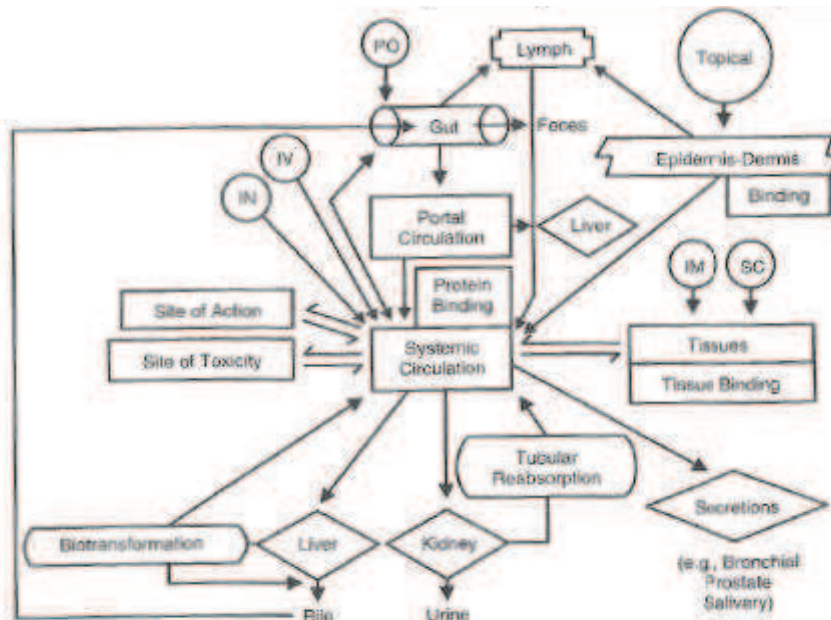 PO
Lymph
Topical
Gut
Feces
IV
IN
Epidermis-Dermis
Binding
Portal
Circulation
Liver
IM
SC
Protein
Binding
Site of Action
Site of Toxicity
Systemic
Circulation
Tissues
Tissue Binding
Tubular
Reabsorption
Biotransformation
Liver
Kidney
Secretions
(e.g., Bronchial
Prostate
Salivary)
Bile
Urine